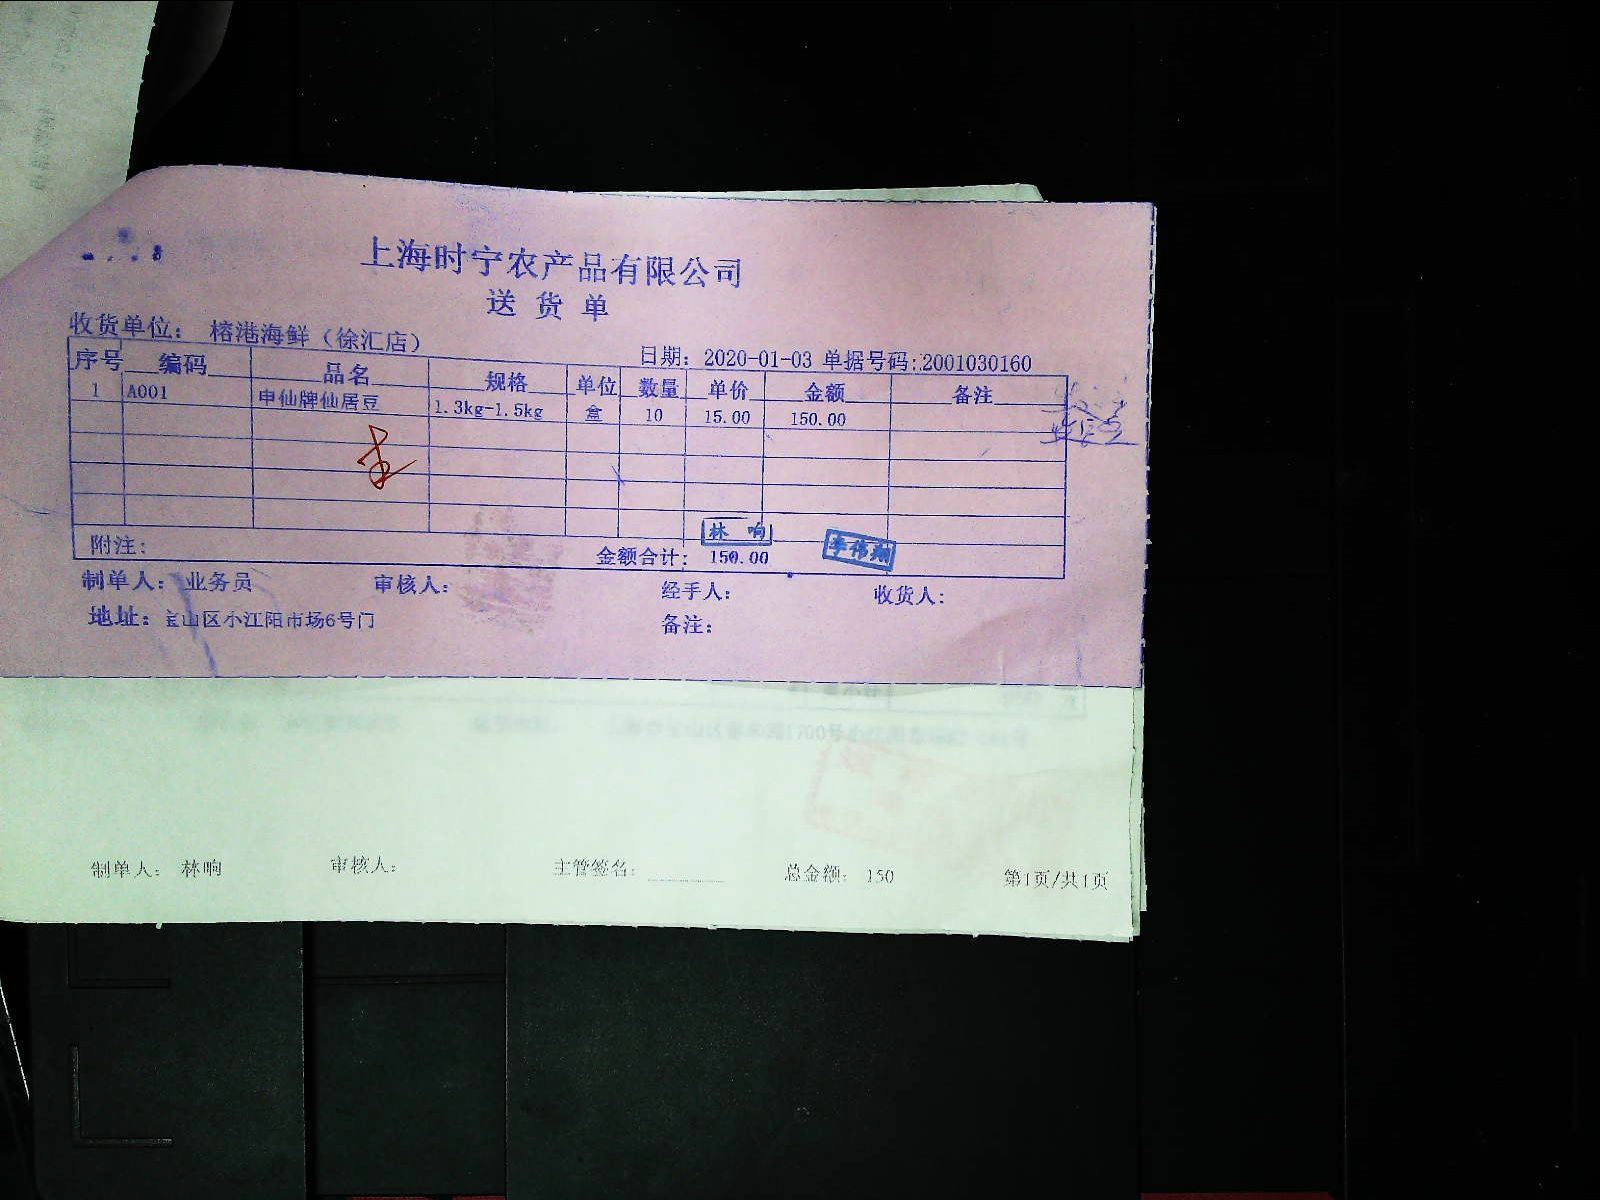 上海时宁农产品有限公司
送货单
收货单位：榕港海鲜（徐汇店）
日期：2020-01-03 单据号码：2001030160
序号 编码 品名 规格 单位 数量 单价 金额 备注
1 A001 申仙牌仙居豆 1.3kg-1.5kg 盒 10 15.00 150.00
林响
李伟翔
附注：
金额合计：150.00
制单人：业务员 审核人： 经手人： 收货人：
地址：宝山区小江阳市场6号门 备注：
制单人：林响 审核人： 主管签名： 总金额：150 第1页/共1页